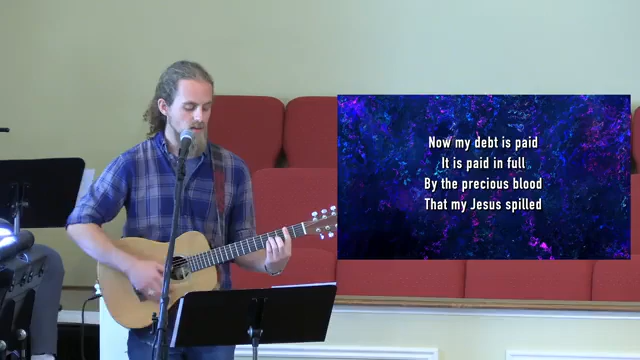 Now my debt is paid
It is paid in full
By the precious blood
That my Jesus spilled